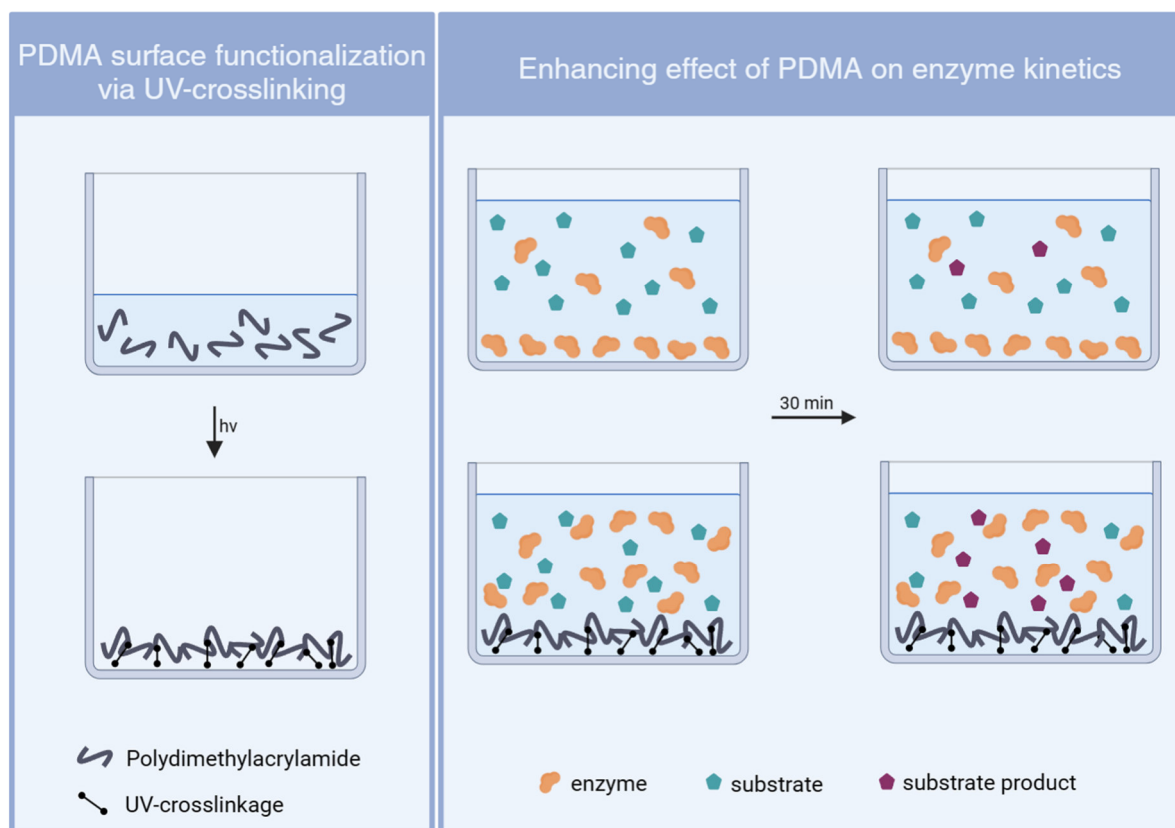 PDMA surface functionalization
via UV-crosslinking
Enhancing effect of PDMA on enzyme kinetics
hv
30 min
Polydimethylacrylamide
UV-crosslinkage
enzyme
substrate
substrate product